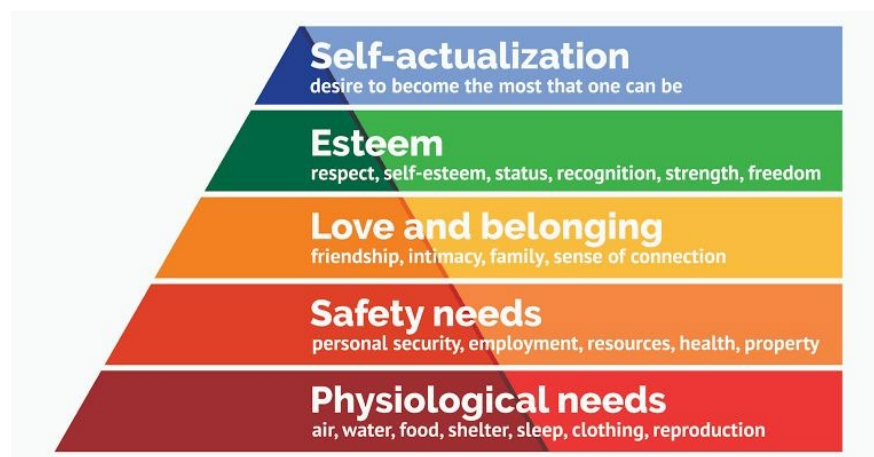 Self-actualization
desire to become the most that one can be
Esteem
respect, self-esteem, status, recognition, strength, freedom
Love and belonging
friendship, intimacy, family, sense of connection
Safety needs
personal security, employment, resources, health, property
Physiological needs
air, water, food, shelter, sleep, clothing, reproduction